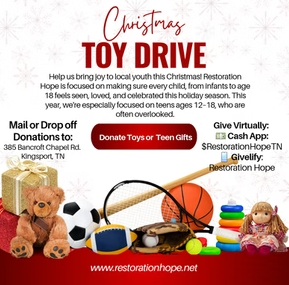 Christmas
TOY DRIVE
Help us bring joy to local youth this Christmas! Restoration
Hope is focused on making sure every child, from infants to age
18 feels seen, loved, and celebrated this holiday season. This
year, we're especially focused on teens ages 12–18, who are
often overlooked.
Mail or Drop off
Donations to:
385 Bancroft Chapel Rd.
Kingsport, TN
Donate Toys or Teen Gifts
Give Virtually:
💵 Cash App:
$RestorationHopeTN
📱 Givelify:
Restoration Hope
www.restorationhope.net